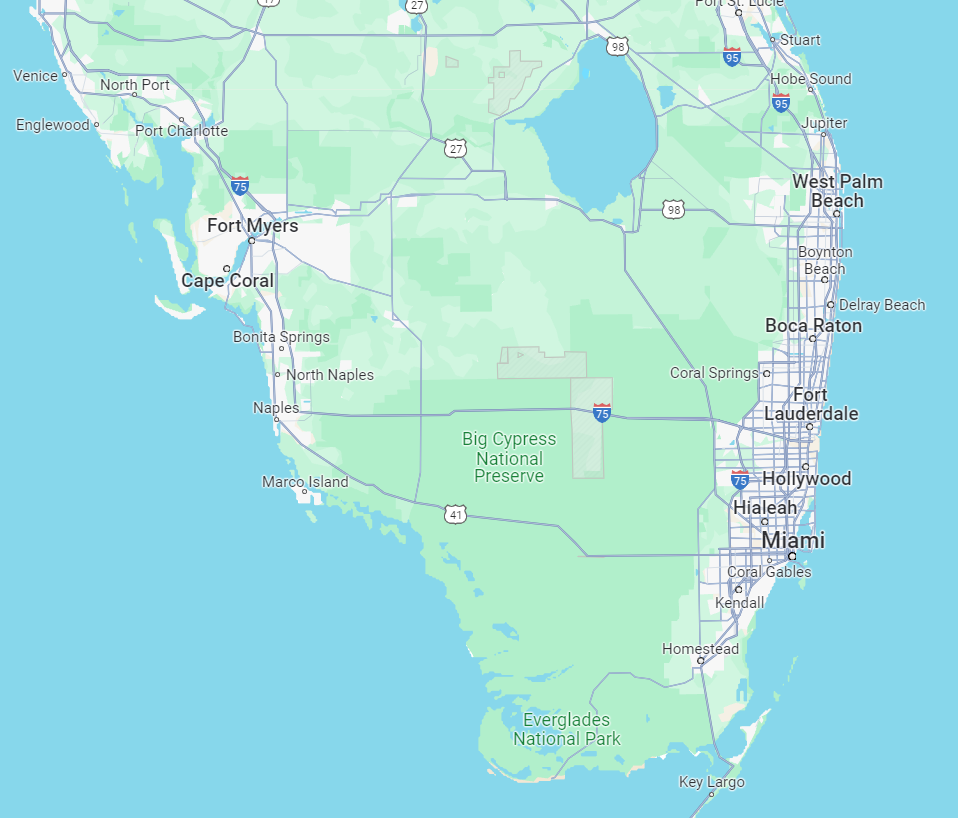 17
27
Port St. Lucie
98
Stuart
95
Venice
North Port
Hobe Sound
95
Englewood
Port Charlotte
Jupiter
27
75
West Palm
Beach
98
Fort Myers
Boynton
Beach
Cape Coral
Delray Beach
Boca Raton
Bonita Springs
North Naples
Coral Springs
Naples
Fort
Lauderdale
75
Big Cypress
National
Preserve
Marco Island
75
Hollywood
Hialeah
41
Miami
Coral Gables
Kendall
Homestead
Everglades
National Park
Key Largo